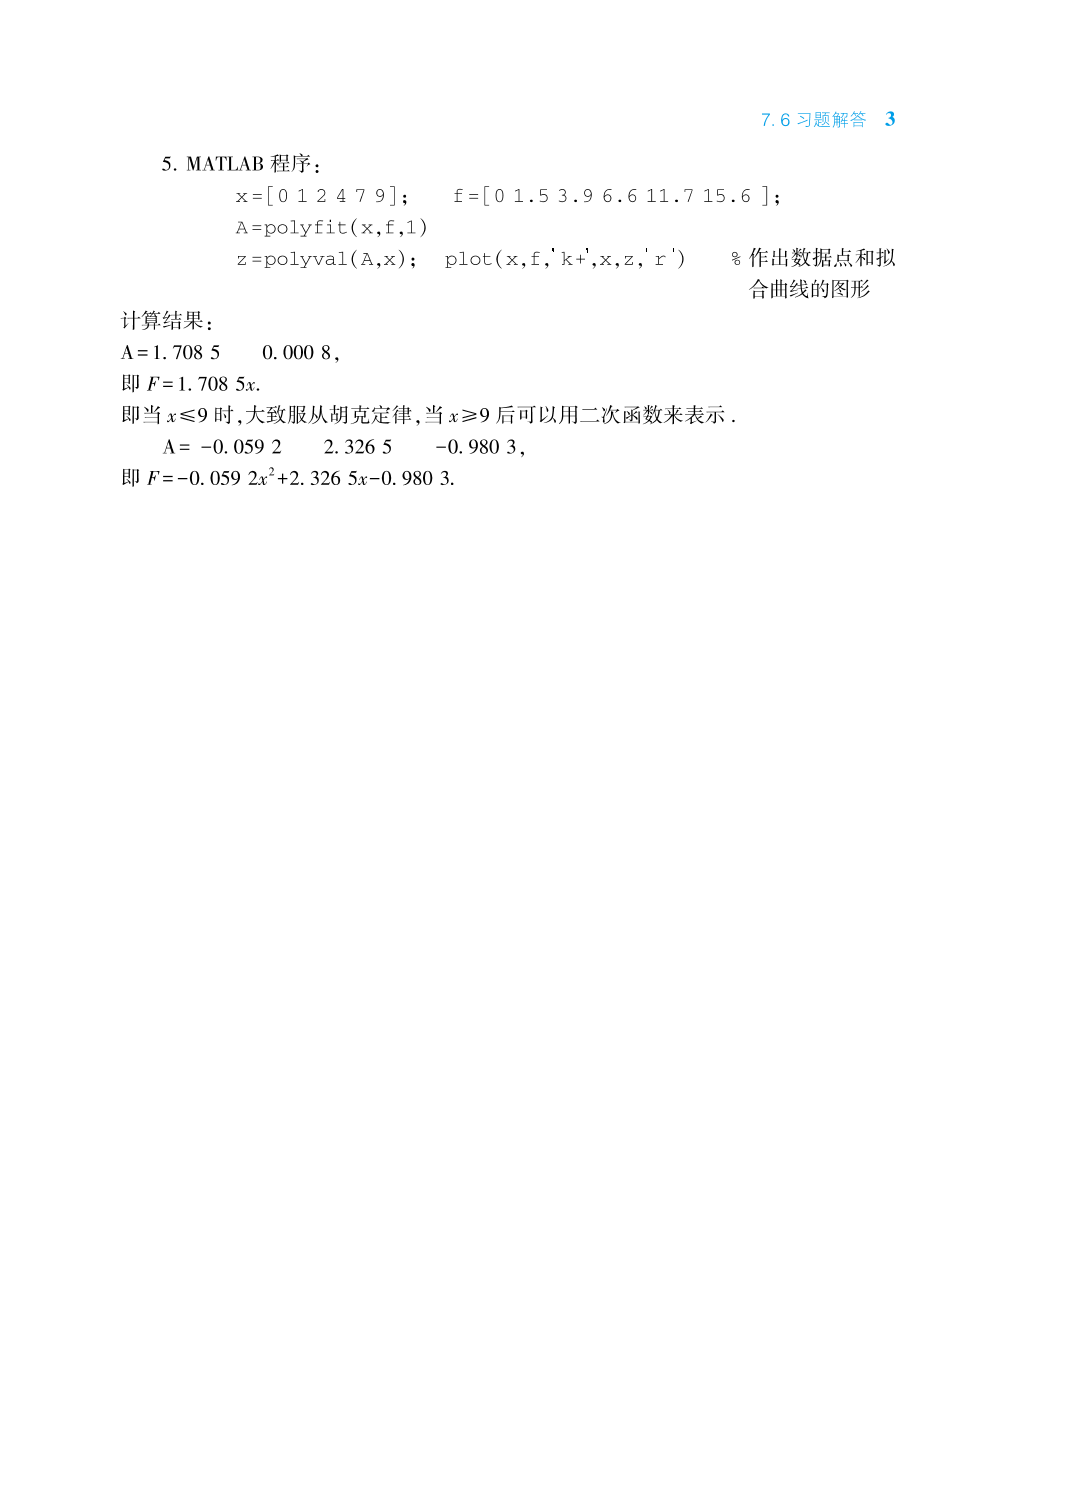 7.6 习题解答 3
5. MATLAB 程序:
x=[0 1 2 4 7 9]; f=[0 1.5 3.9 6.6 11.7 15.6 ];
A=polyfit(x,f,1)
z=polyval(A,x); plot(x,f,'k+',x,z,'r') % 作出数据点和拟
合曲线的图形
计算结果:
A=1.708 5 0.000 8,
即 F=1.708 5x.
即当 x≤9 时,大致服从胡克定律,当 x≥9 后可以用二次函数来表示.
A= -0.059 2 2.326 5 -0.980 3,
即 F=-0.059 2x²+2.326 5x-0.980 3.